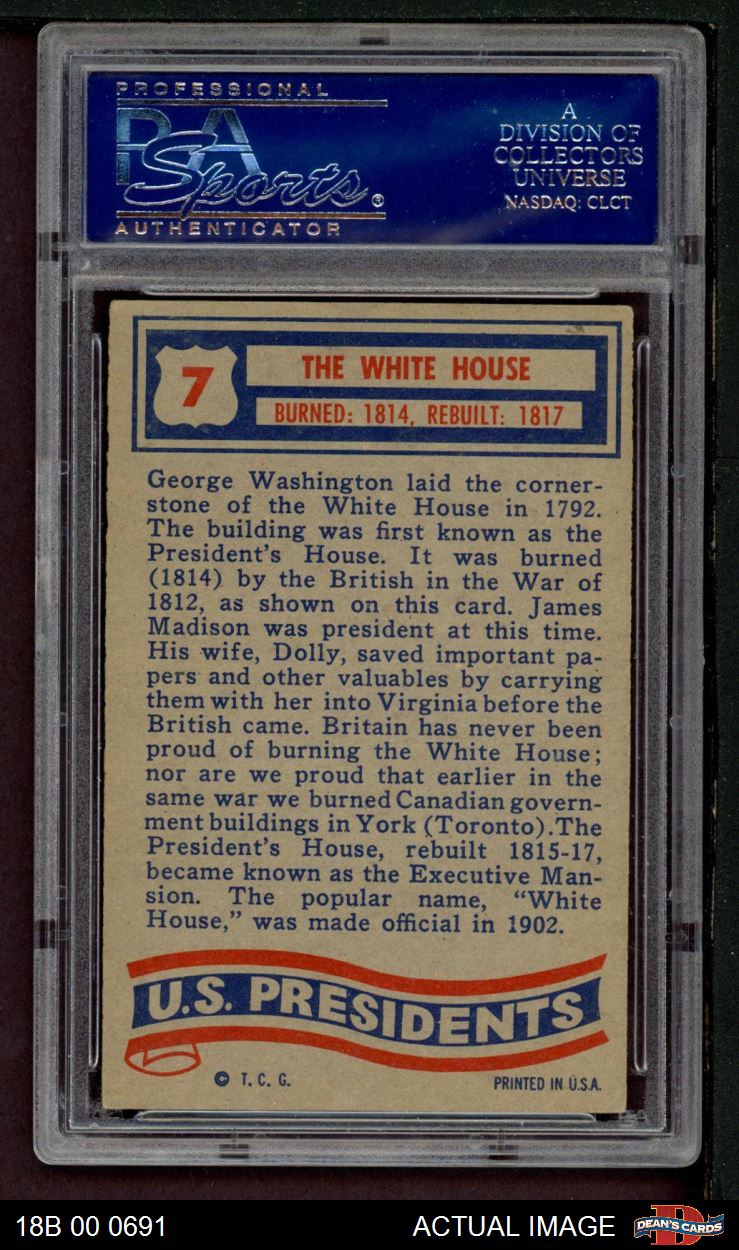 PROFESSIONAL
PSA
Sports®
AUTHENTICATOR
A
DIVISION OF
COLLECTORS
UNIVERSE
NASDAQ: CLCT
7
THE WHITE HOUSE
BURNED: 1814, REBUILT: 1817
George Washington laid the corner-
stone of the White House in 1792.
The building was first known as the
President's House. It was burned
(1814) by the British in the War of
1812, as shown on this card. James
Madison was president at this time.
His wife, Dolly, saved important pa-
pers and other valuables by carrying
them with her into Virginia before the
British came. Britain has never been
proud of burning the White House;
nor are we proud that earlier in the
same war we burned Canadian govern-
ment buildings in York (Toronto). The
President's House, rebuilt 1815-17,
became known as the Executive Man-
sion. The popular name, "White
House," was made official in 1902.
U.S. PRESIDENTS
© T. C. G.
PRINTED IN U.S.A.
18B 00 0691
ACTUAL IMAGE
D
DEAN'S CARDS